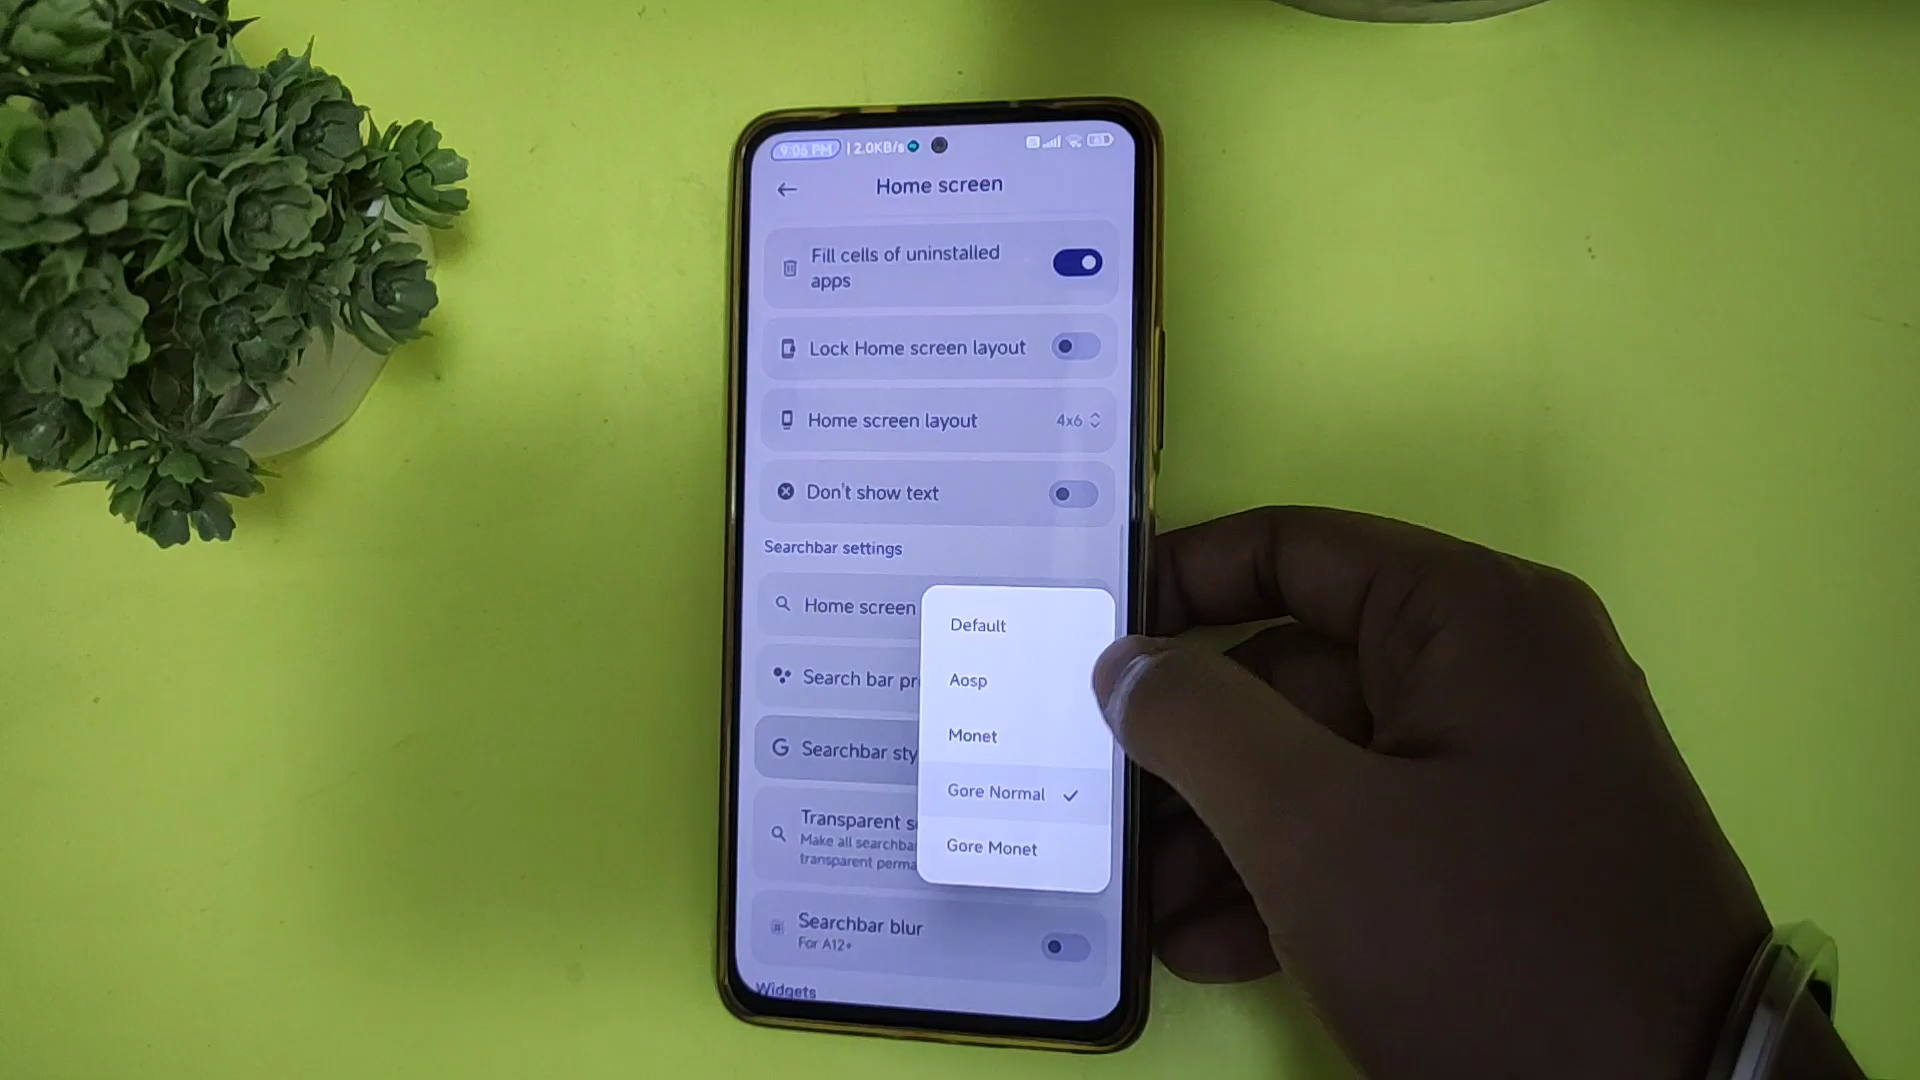 9:06 PM | 2.0KB/s
Home screen
Fill cells of uninstalled
apps
Lock Home screen layout
Home screen layout 4x6
Don't show text
Searchbar settings
Home screen
Search bar pr
Searchbar sty
Transparent s
Make all searchba
transparent perma
Default
Aosp
Monet
Gore Normal
Gore Monet
Searchbar blur
For A12+
Widgets